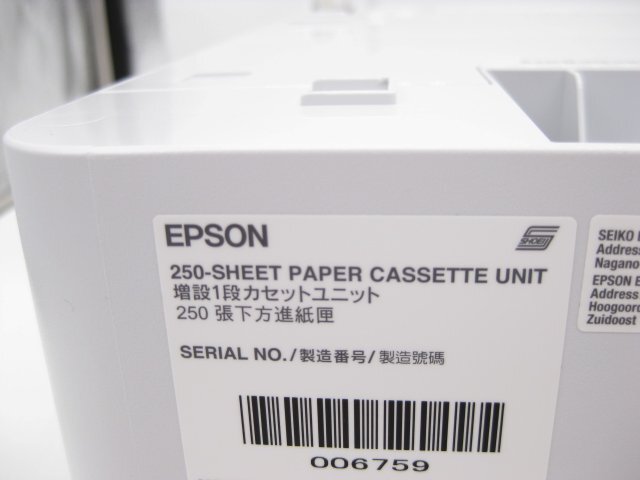 EPSON
SHOEI
250-SHEET PAPER CASSETTE UNIT
増設1段カセットユニット
250 張下方進紙匣
SERIAL NO./製造番号/製造號碼
006759
SEIKO
Address
Nagano
EPSON E
Address
Hoogoord
Zuidoost